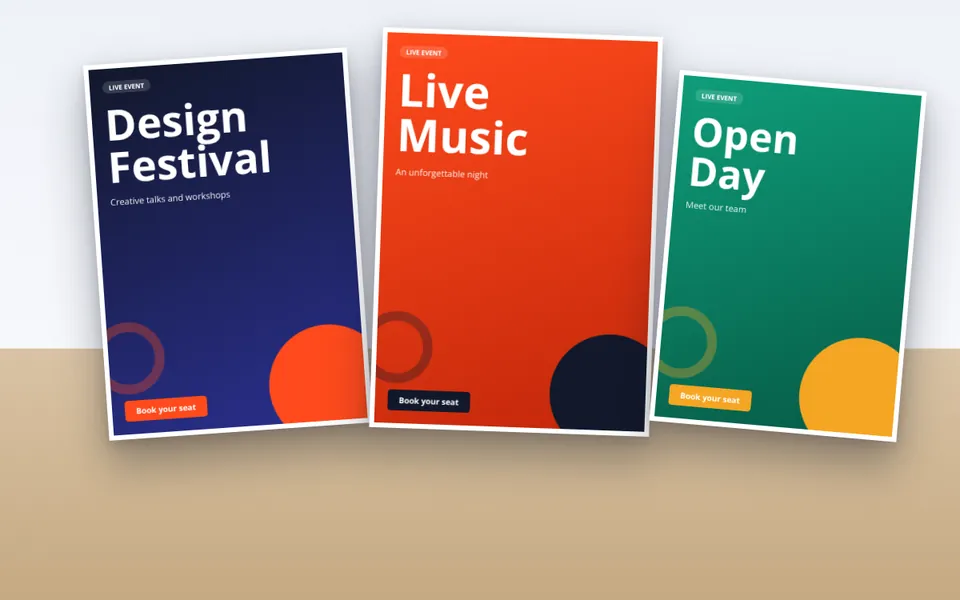 LIVE EVENT
Design
Festival
Creative talks and workshops
Book your seat
LIVE EVENT
Live
Music
An unforgettable night
Book your seat
LIVE EVENT
Open
Day
Meet our team
Book your seat